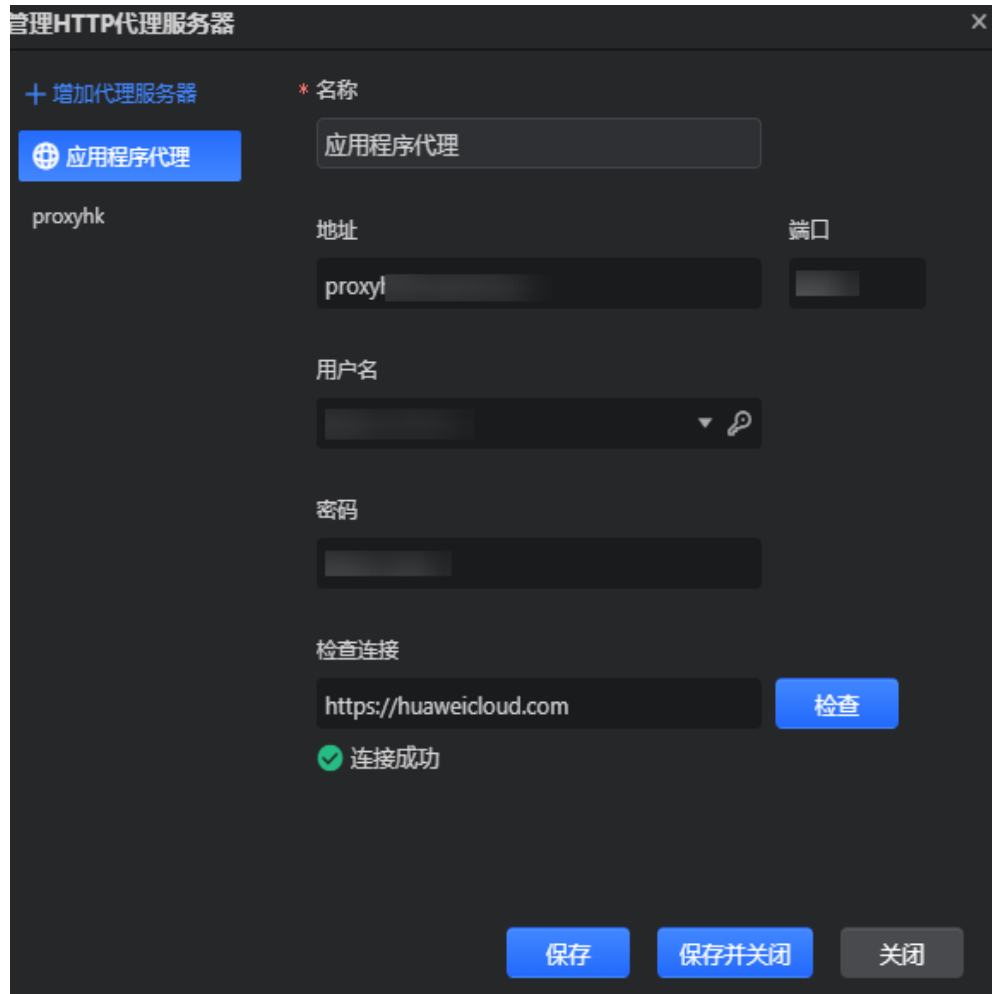 管理HTTP代理服务器
增加代理服务器
应用程序代理
proxyhk
* 名称
应用程序代理
地址
端口
用户名
密码
检查连接
https://huaweicloud.com
检查
连接成功
保存
保存并关闭
关闭